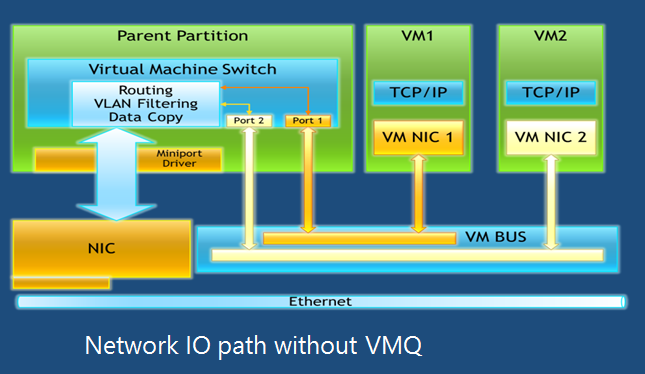 Parent Partition
Virtual Machine Switch
Routing
VLAN Filtering
Data Copy
Port 2
Port 1
Miniport
Driver
VM1
TCP/IP
VM NIC 1
VM2
TCP/IP
VM NIC 2
NIC
VM BUS
Ethernet
Network IO path without VMQ